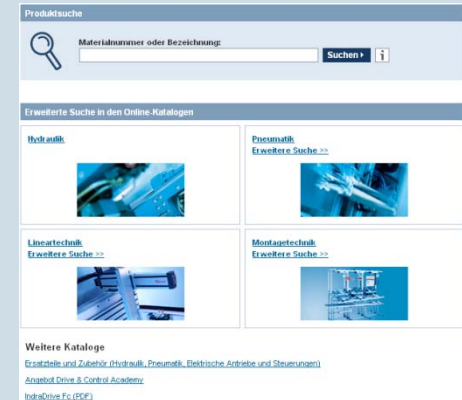 Produktsuche
Materialnummer oder Bezeichnung:
Suchen
i
Erweiterte Suche in den Online-Katalogen
Hydraulik
Pneumatik
Erweitere Suche >>
Lineartechnik
Erweitere Suche >>
Montagetechnik
Erweitere Suche >>
Weitere Kataloge
Ersatzteile und Zubehör (Hydraulik, Pneumatik, Elektrische Antriebe und Steuerungen)
Angebot Drive & Control Academy
IndraDrive Fc (PDF)